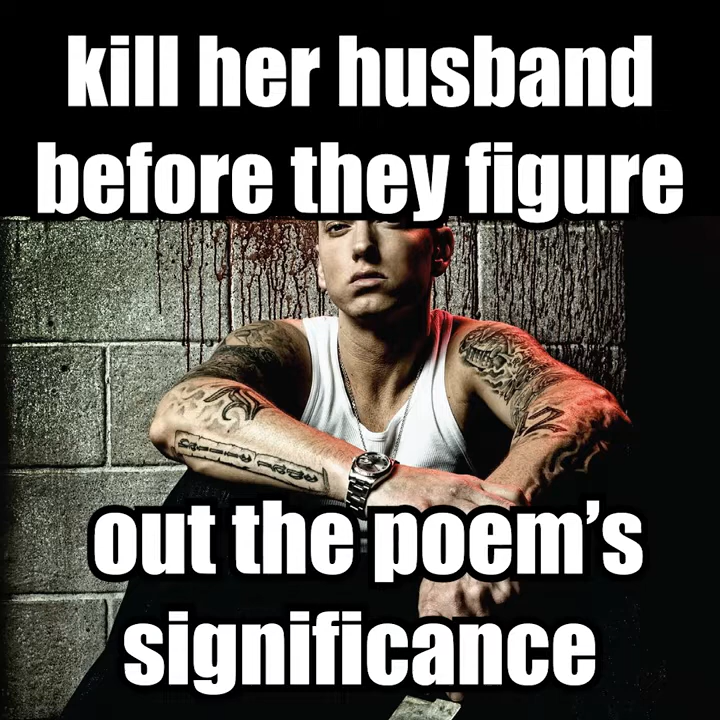 kill her husband
before they figure
out the poem’s
significance